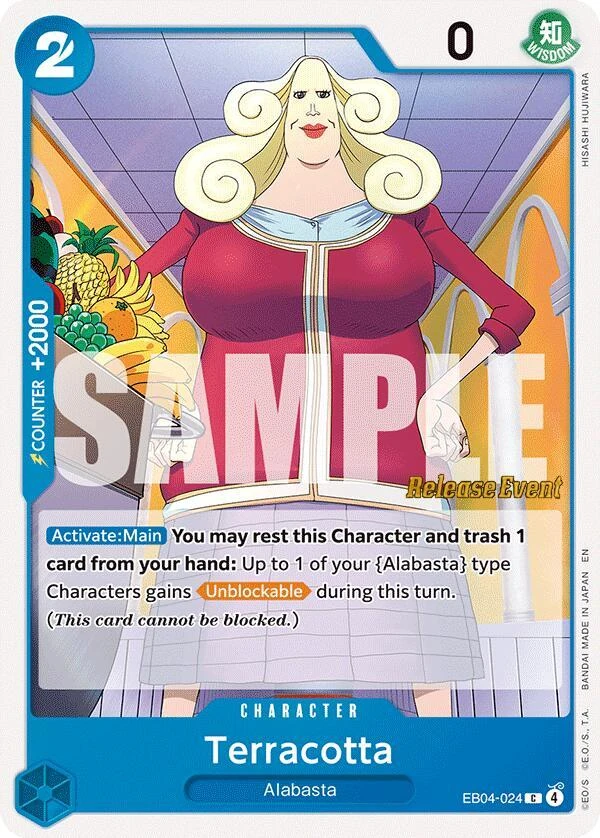 2
0
知
WISDOM
HISASHI HUJIWARA
⚡COUNTER +2000
SAMPLE
Release Event
Activate:Main You may rest this Character and trash 1
card from your hand: Up to 1 of your {Alabasta} type
Characters gains Unblockable during this turn.
(This card cannot be blocked.)
CHARACTER
Terracotta
Alabasta
EB04-024 C 4
©EO/S ©E.O./S., T.A. BANDAI MADE IN JAPAN EN